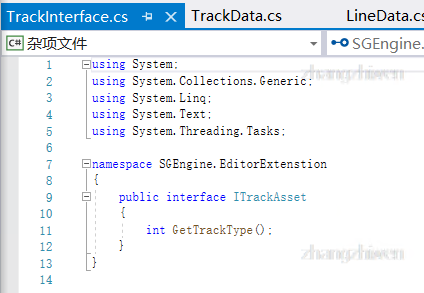 TrackInterface.cs TrackData.cs LineData.cs
C# 杂项文件 SGEngine.
1 using System;
2 using System.Collections.Generic;
3 using System.Linq;
4 using System.Text;
5 using System.Threading.Tasks;
6
7 namespace SGEngine.EditorExtenstion
8 {
9 public interface ITrackAsset
10 {
11 int GetTrackType();
12 }
13 }
14
zhangzhiwen
zhangzhiwen